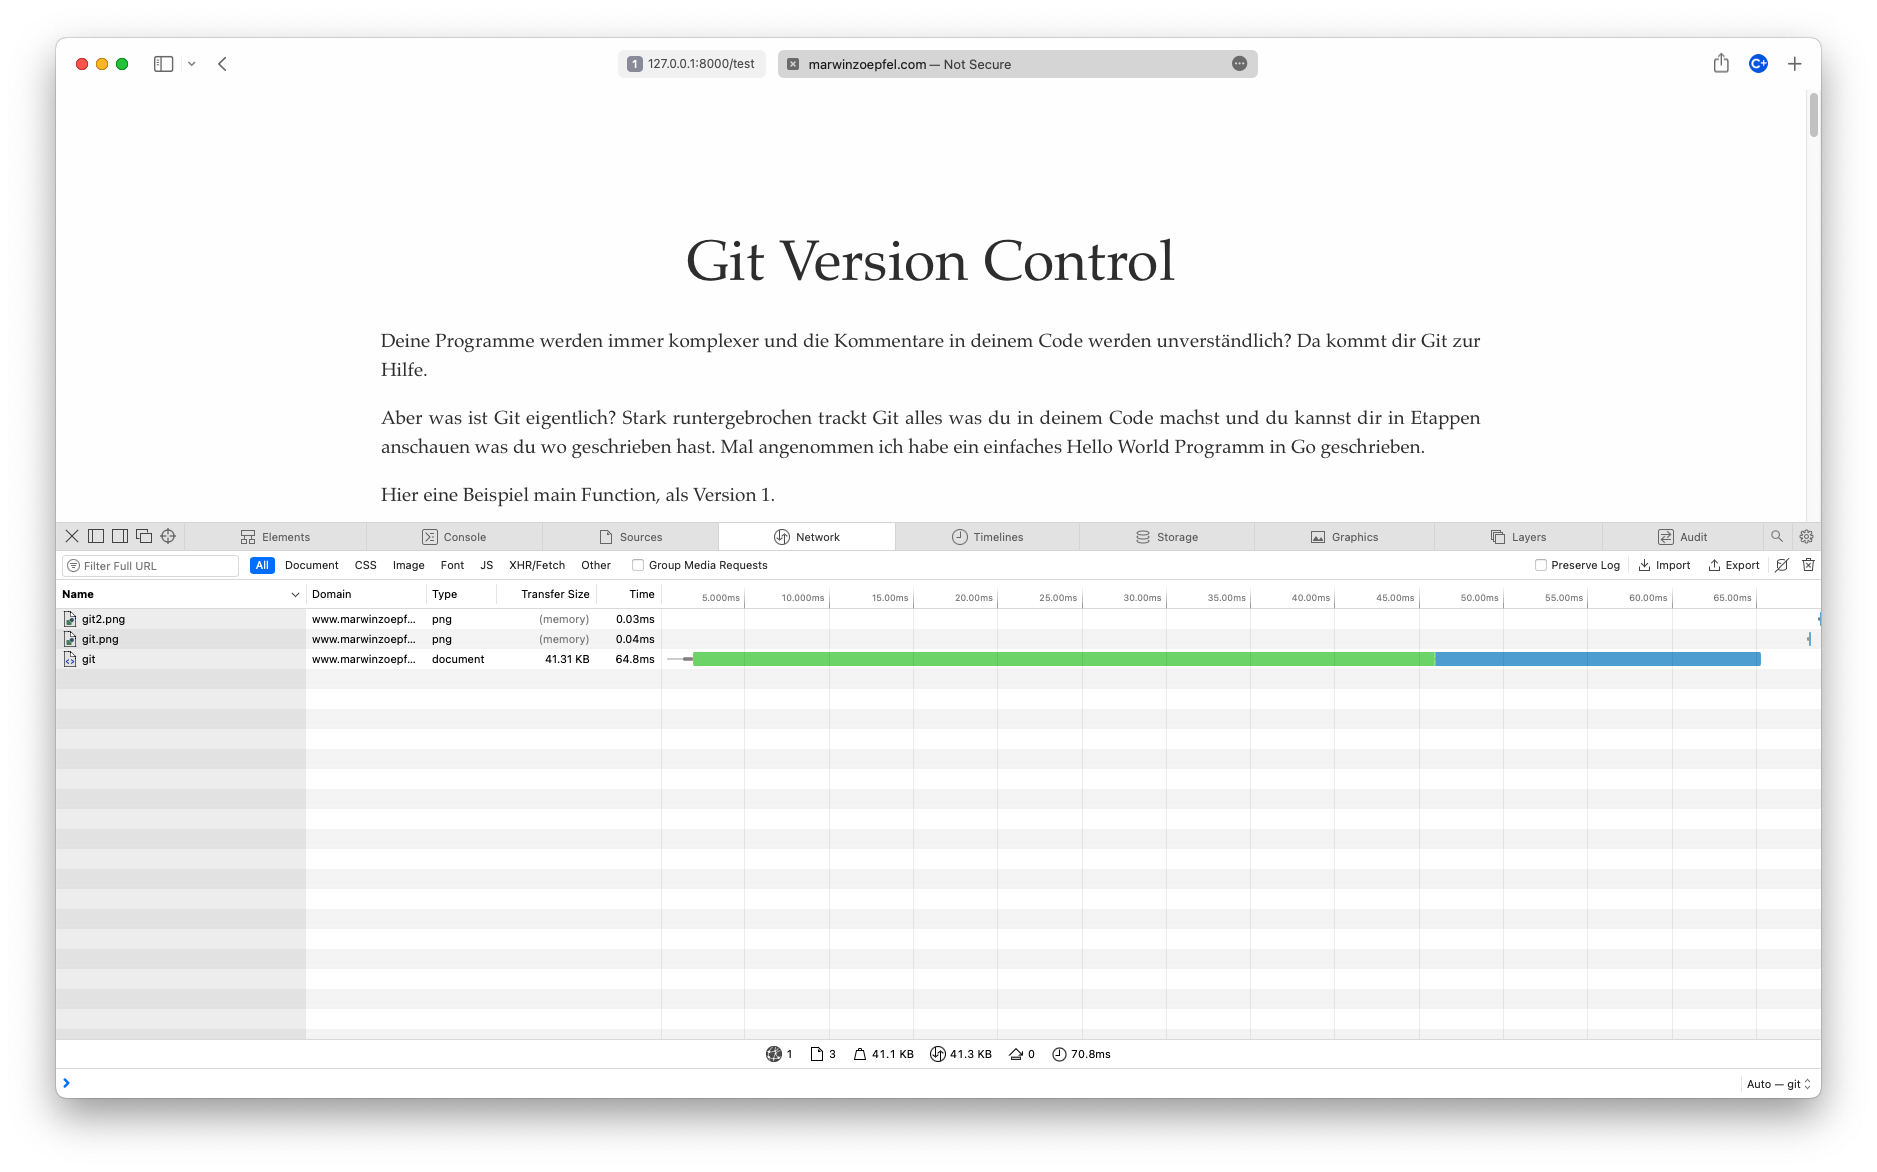 1 127.0.0.1:8000/test
marwinzoepfel.com — Not Secure
C+
Git Version Control
Deine Programme werden immer komplexer und die Kommentare in deinem Code werden unverständlich? Da kommt dir Git zur
Hilfe.
Aber was ist Git eigentlich? Stark runtergebrochen trackt Git alles was du in deinem Code machst und du kannst dir in Etappen
anschauen was du wo geschrieben hast. Mal angenommen ich habe ein einfaches Hello World Programm in Go geschrieben.
Hier eine Beispiel main Function, als Version 1.
Elements Console Sources Network Timelines Storage Graphics Layers Audit
Filter Full URL All Document CSS Image Font JS XHR/Fetch Other Group Media Requests Preserve Log Import Export
Name Domain Type Transfer Size Time 5.000ms 10.000ms 15.00ms 20.00ms 25.00ms 30.00ms 35.00ms 40.00ms 45.00ms 50.00ms 55.00ms 60.00ms 65.00ms
git2.png www.marwinzoepf... png (memory) 0.03ms
git.png www.marwinzoepf... png (memory) 0.04ms
git www.marwinzoepf... document 41.31 KB 64.8ms
1 3 41.1 KB 41.3 KB 0 70.8ms
Auto — git